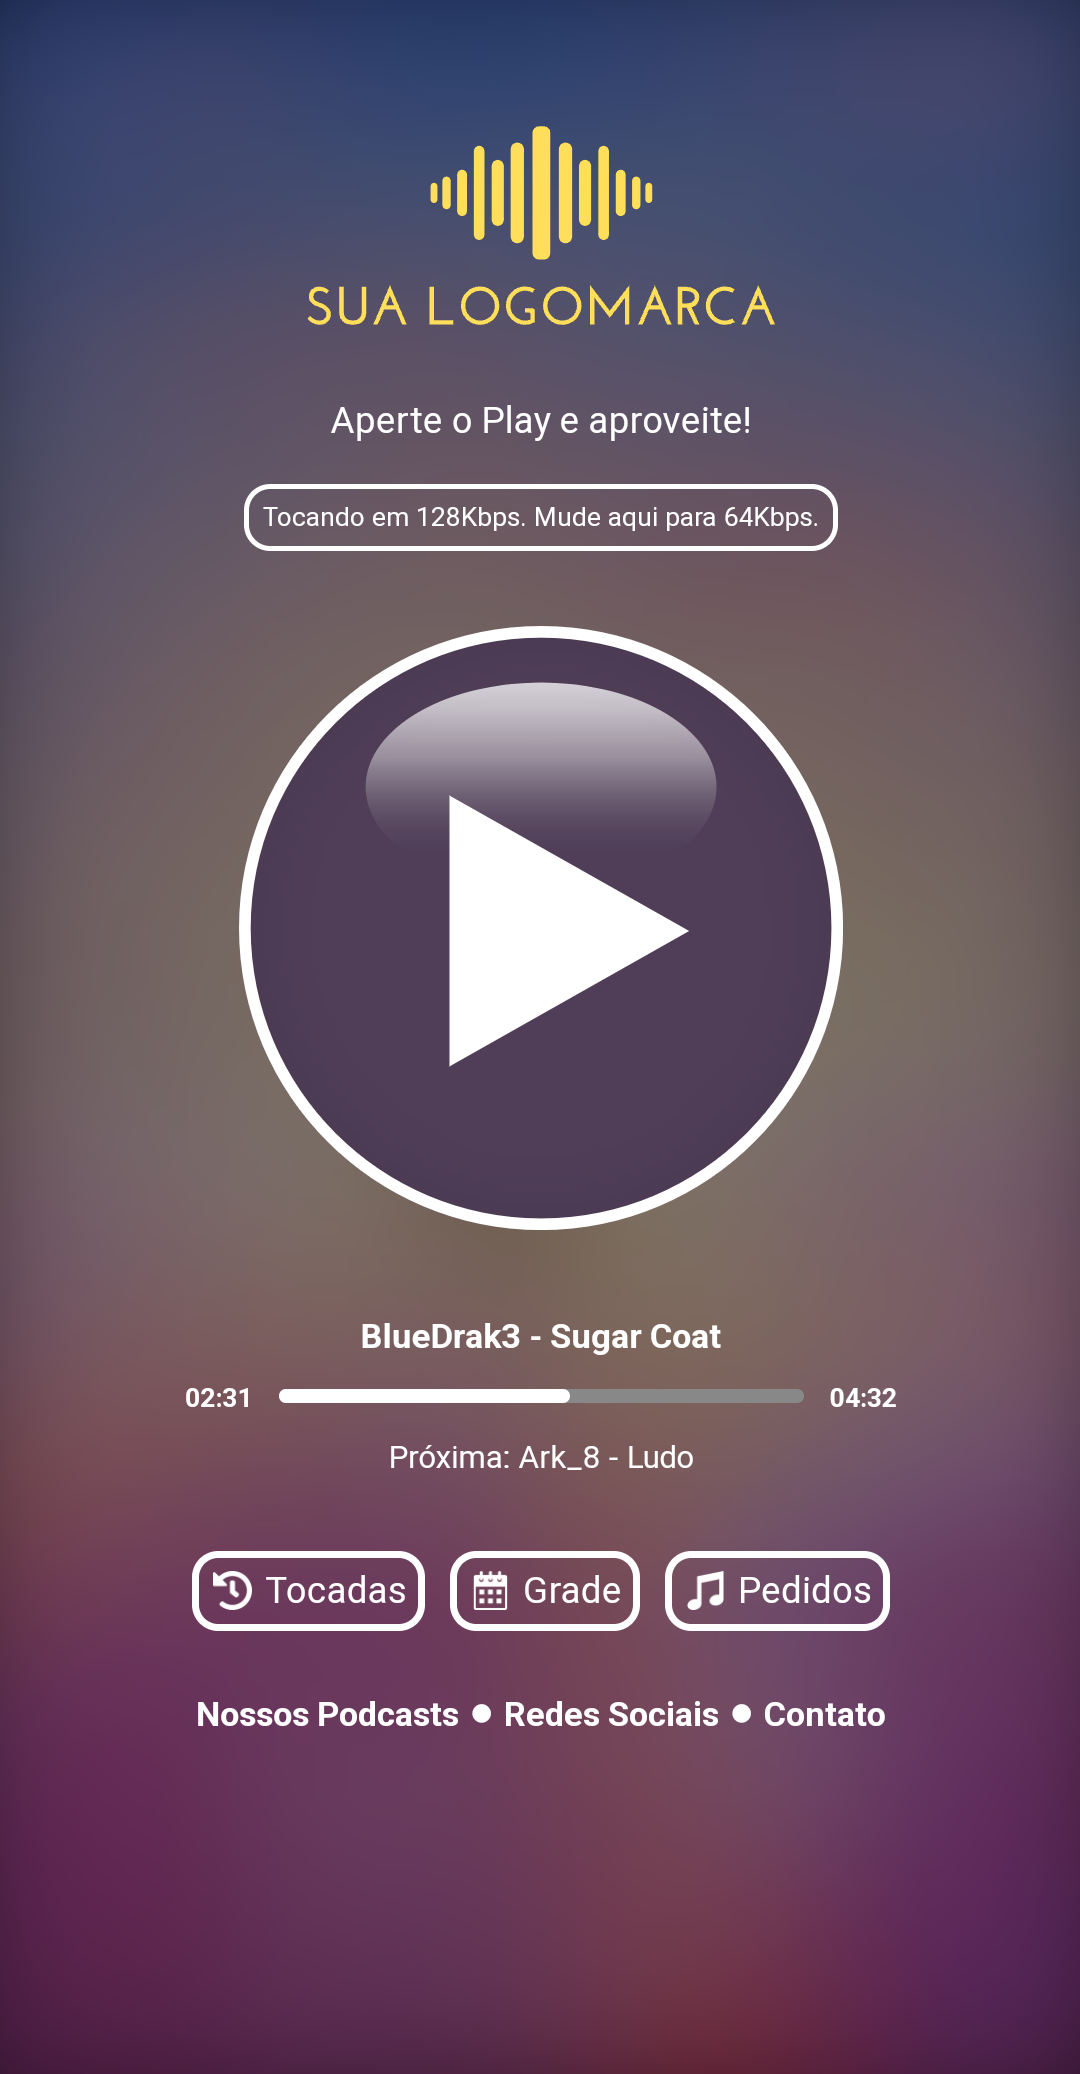 SUA LOGOMARCA
Aperte o Play e aproveite!
Tocando em 128Kbps. Mude aqui para 64Kbps.
BlueDrak3 - Sugar Coat
02:31 04:32
Próxima: Ark_8 - Ludo
Tocadas Grade Pedidos
Nossos Podcasts ● Redes Sociais ● Contato